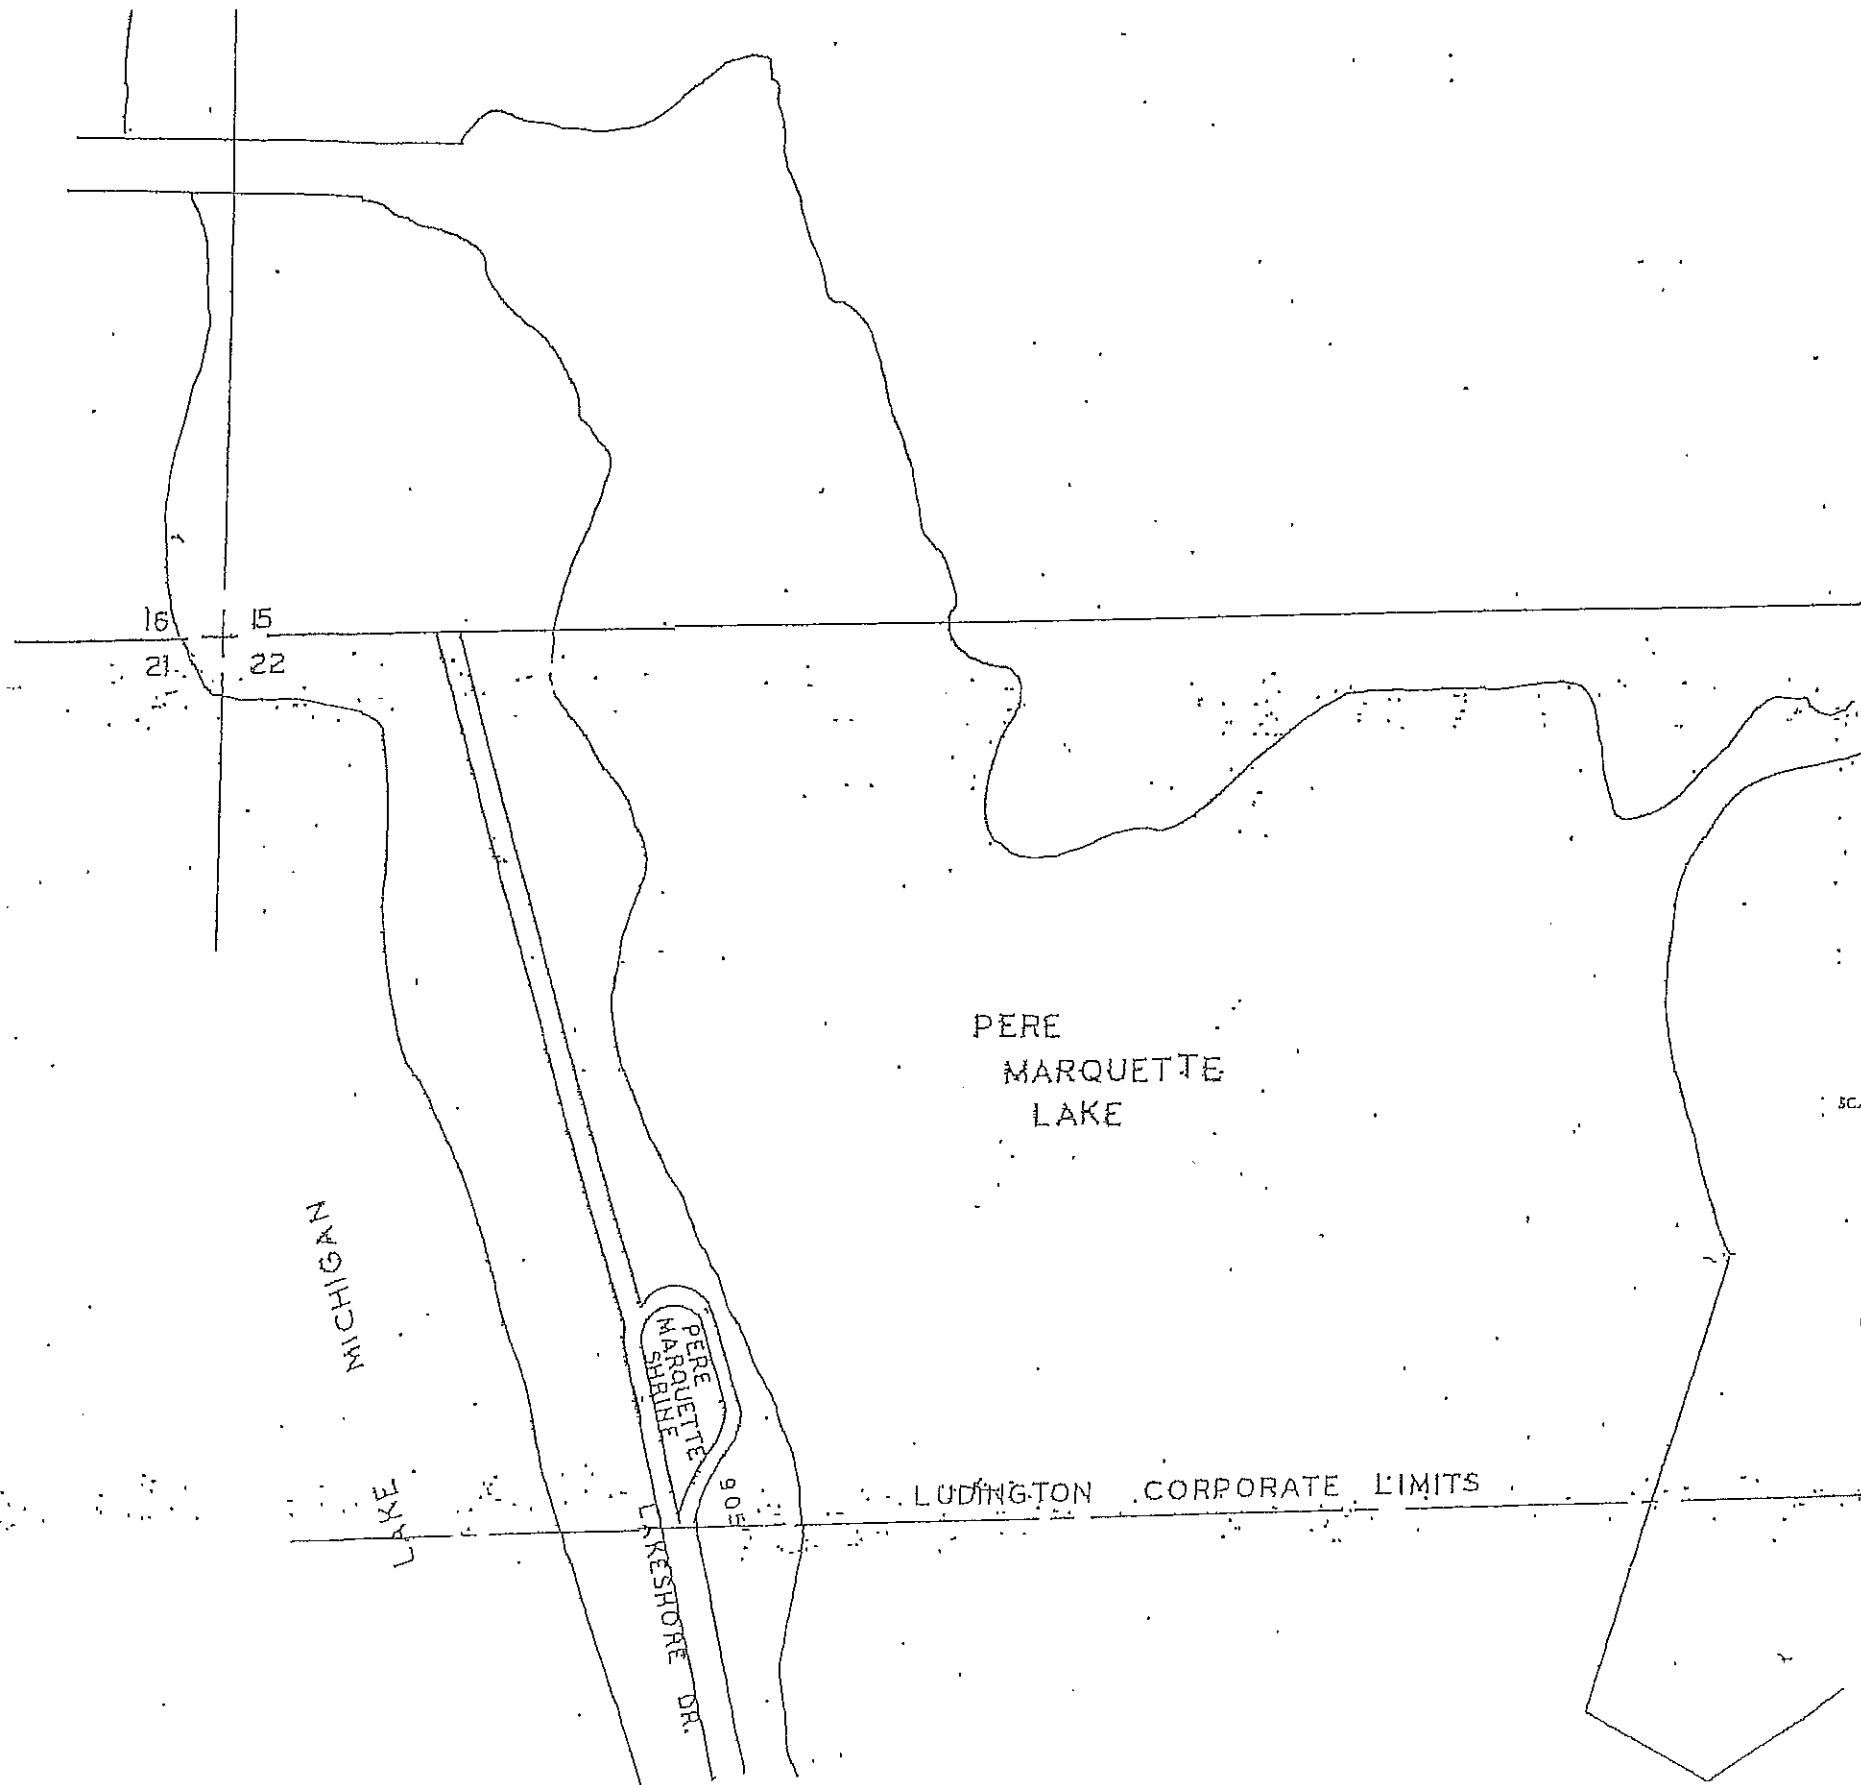 16 15
21 22
PERE
MARQUETTE
LAKE
LAKE MICHIGAN
PERE
MARQUETTE
SHRINE
905
LUDINGTON CORPORATE LIMITS
LAKESHORE DR.